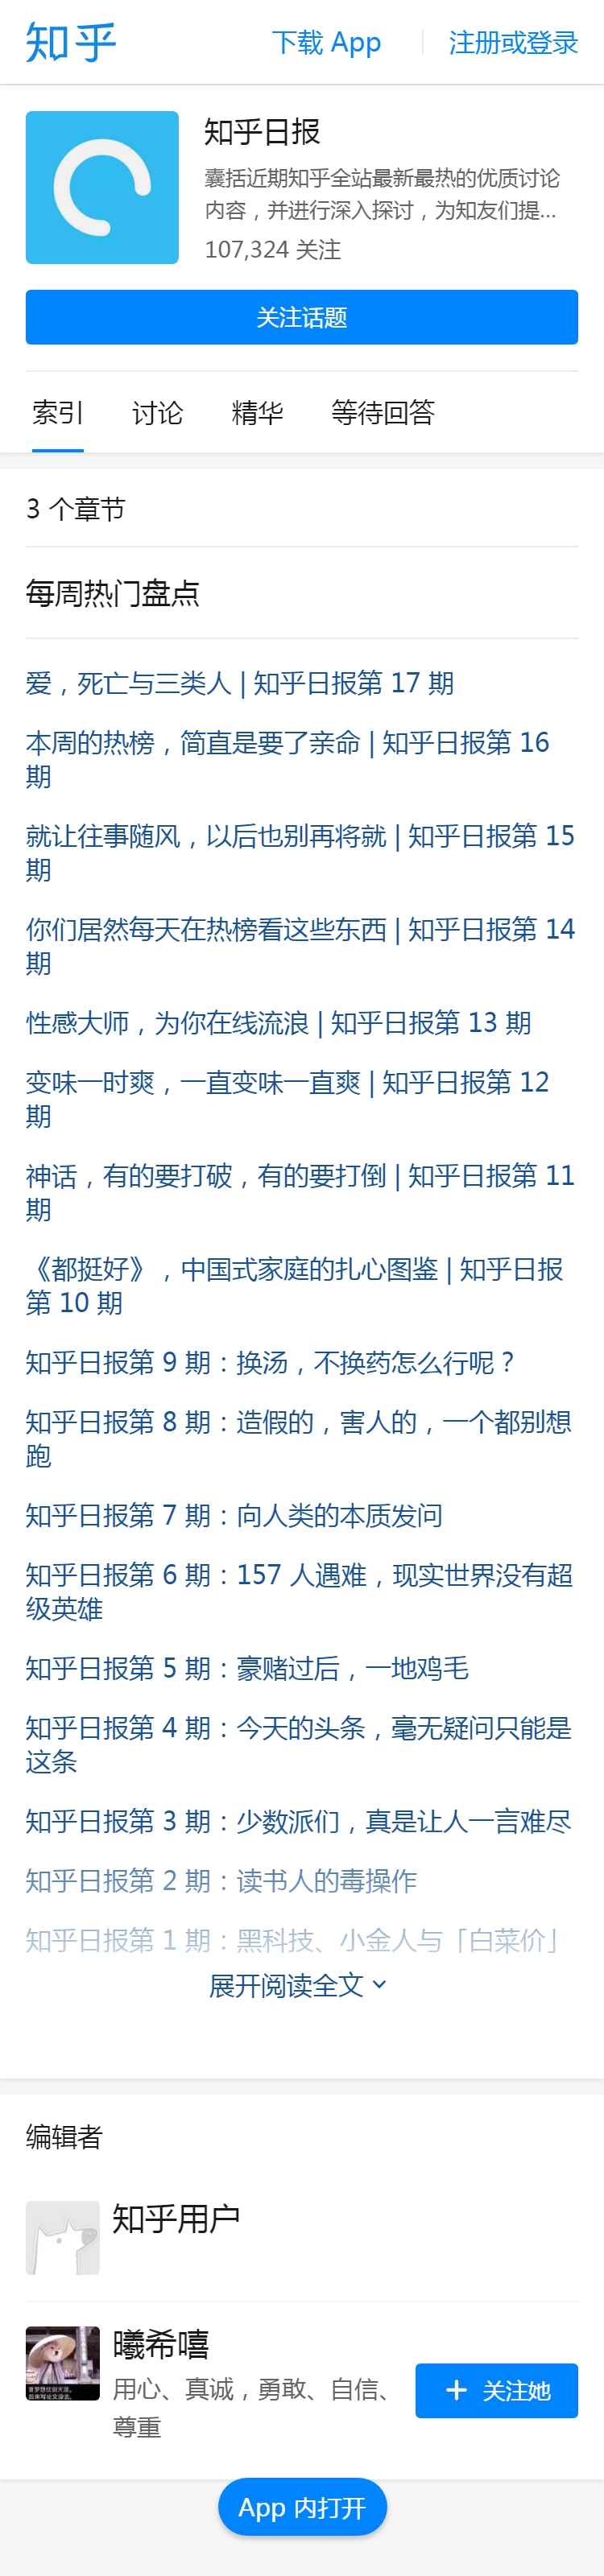 知乎
下载 App
注册或登录
知乎日报
囊括近期知乎全站最新最热的优质讨论
内容，并进行深入探讨，为知友们提...
107,324 关注
关注话题
索引 讨论 精华 等待回答
3 个章节
每周热门盘点
爱，死亡与三类人 | 知乎日报第 17 期
本周的热榜，简直是要了亲命 | 知乎日报第 16
期
就让往事随风，以后也别再将就 | 知乎日报第 15
期
你们居然每天在热榜看这些东西 | 知乎日报第 14
期
性感大师，为你在线流浪 | 知乎日报第 13 期
变味一时爽，一直变味一直爽 | 知乎日报第 12
期
神话，有的要打破，有的要打倒 | 知乎日报第 11
期
《都挺好》，中国式家庭的扎心图鉴 | 知乎日报
第 10 期
知乎日报第 9 期：换汤，不换药怎么行呢？
知乎日报第 8 期：造假的，害人的，一个都别想
跑
知乎日报第 7 期：向人类的本质发问
知乎日报第 6 期：157 人遇难，现实世界没有超
级英雄
知乎日报第 5 期：豪赌过后，一地鸡毛
知乎日报第 4 期：今天的头条，毫无疑问只能是
这条
知乎日报第 3 期：少数派们，真是让人一言难尽
知乎日报第 2 期：读书人的毒操作
知乎日报第 1 期：黑科技、小金人与「白菜价」
展开阅读全文
编辑者
知乎用户
曦希嘻
用心、真诚，勇敢、自信、
尊重
关注她
App 内打开